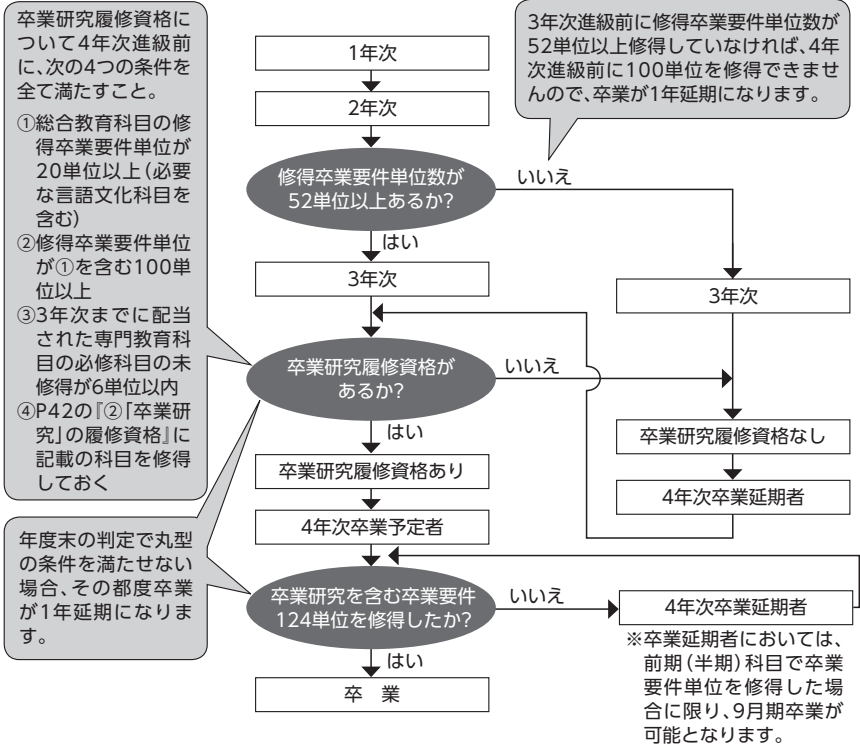 卒業研究履修資格に
ついて4年次進級前
に、次の4つの条件を
全て満たすこと。
①総合教育科目の修
得卒業要件単位が
20単位以上(必要
な言語文化科目を
含む)
②修得卒業要件単位
が①を含む100単
位以上
③3年次までに配当
された専門教育科
目の必修科目の未
修得が6単位以内
④P42の『②「卒業研
究」の履修資格』に
記載の科目を修得
しておく
年度末の判定で丸型
の条件を満たせない
場合、その都度卒業
が1年延期になりま
す。
3年次進級前に修得卒業要件単位数が
52単位以上修得していなければ、4年
次進級前に100単位を修得できませ
んので、卒業が1年延期になります。
1年次
2年次
修得卒業要件単位数が
52単位以上あるか?
いいえ
はい
3年次
3年次
卒業研究履修資格が
あるか?
いいえ
はい
卒業研究履修資格なし
卒業研究履修資格あり
4年次卒業延期者
4年次卒業予定者
卒業研究を含む卒業要件
124単位を修得したか?
いいえ
4年次卒業延期者
はい
卒 業
※卒業延期者においては、
前期(半期)科目で卒業
要件単位を修得した場
合に限り、9月期卒業が
可能となります。